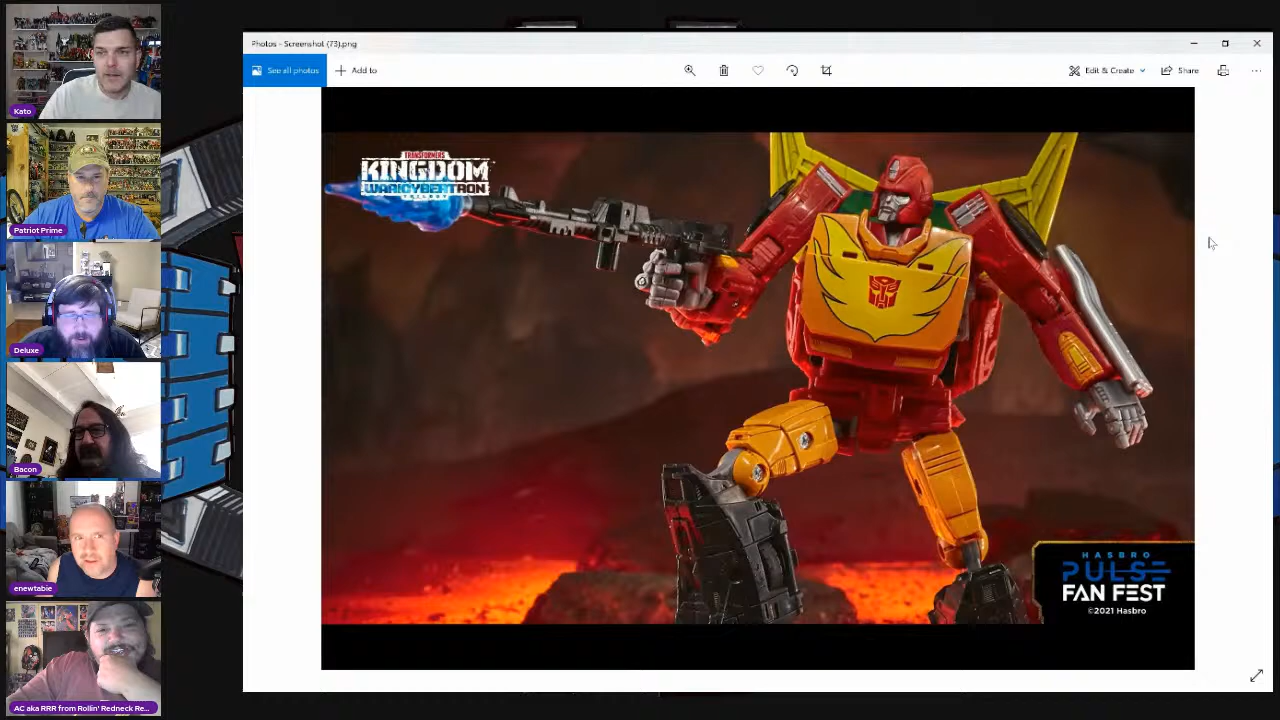 Kato
Patriot Prime
Deluxe
Bacon
enewtabie
AC aka RRR from Rollin' Redneck Re...
Photos - Screenshot (73).png
See all photos
Add to
Edit & Create
Share
TRANSFORMERS
KINGDOM
WAR FOR CYBERTRON
TRILOGY
HASBRO
PULSE
FAN FEST
©2021 Hasbro